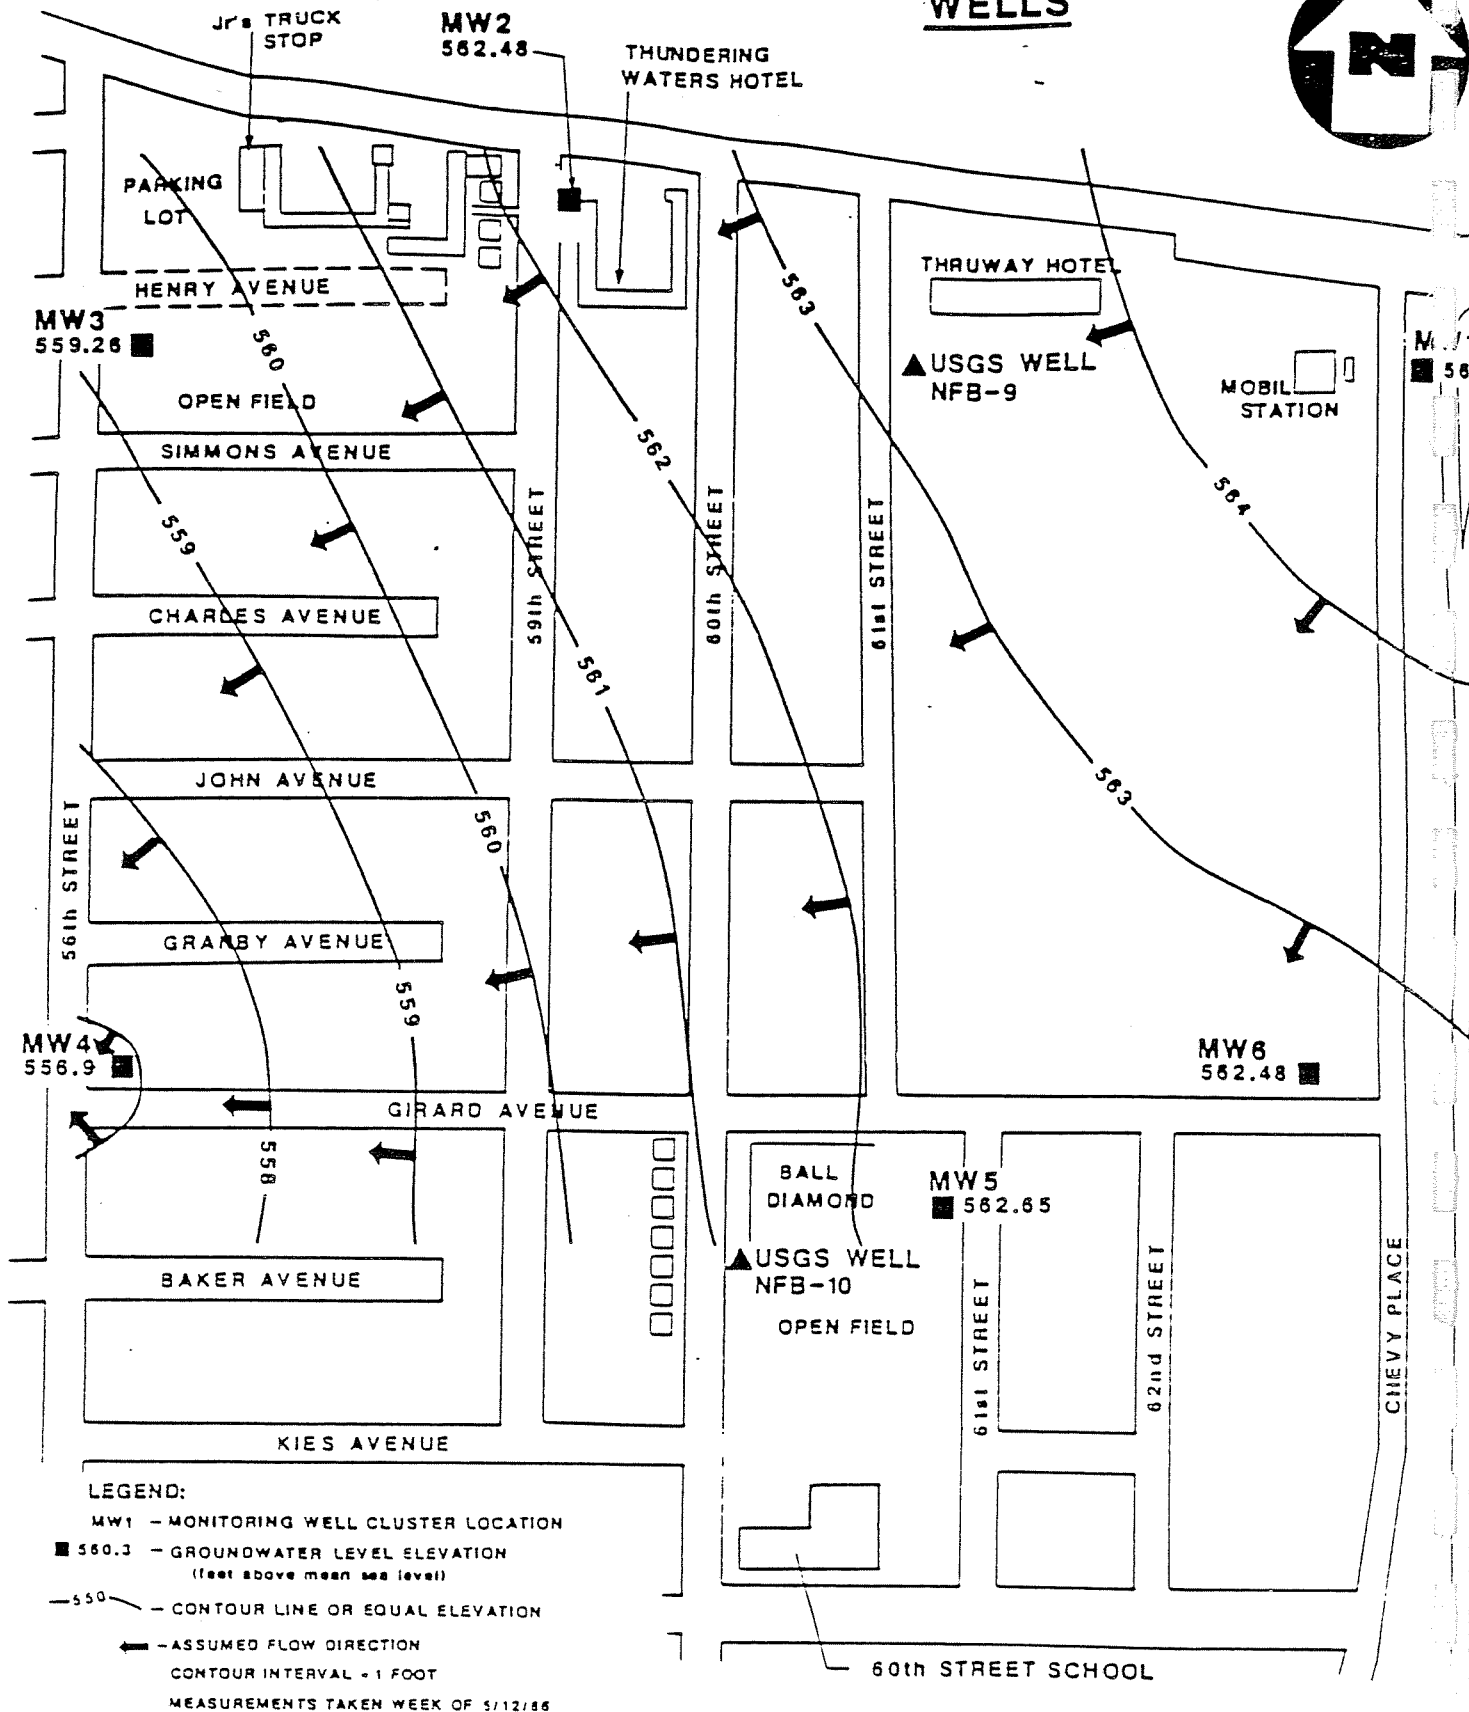 WELLS
N
Jr's TRUCK
STOP
MW2
562.48
THUNDERING
WATERS HOTEL
PARKING
LOT
HENRY AVENUE
THRUWAY HOTEL
563
MW3
559.26
560
USGS WELL
NFB-9
MOBIL
STATION
56
OPEN FIELD
SIMMONS AVENUE
562
564
559
59th STREET
60th STREET
61st STREET
CHARLES AVENUE
561
JOHN AVENUE
563
560
56th STREET
GRANBY AVENUE
559
MW4
556.9
MW6
562.48
GIRARD AVENUE
558
BALL
DIAMOND
MW5
562.65
USGS WELL
NFB-10
BAKER AVENUE
OPEN FIELD
61st STREET
62nd STREET
CHEVY PLACE
KIES AVENUE
LEGEND:
MW1 - MONITORING WELL CLUSTER LOCATION
560.3 - GROUNDWATER LEVEL ELEVATION
(feet above mean sea level)
550 - CONTOUR LINE OR EQUAL ELEVATION
- ASSUMED FLOW DIRECTION
CONTOUR INTERVAL = 1 FOOT
MEASUREMENTS TAKEN WEEK OF 5/12/86
60th STREET SCHOOL